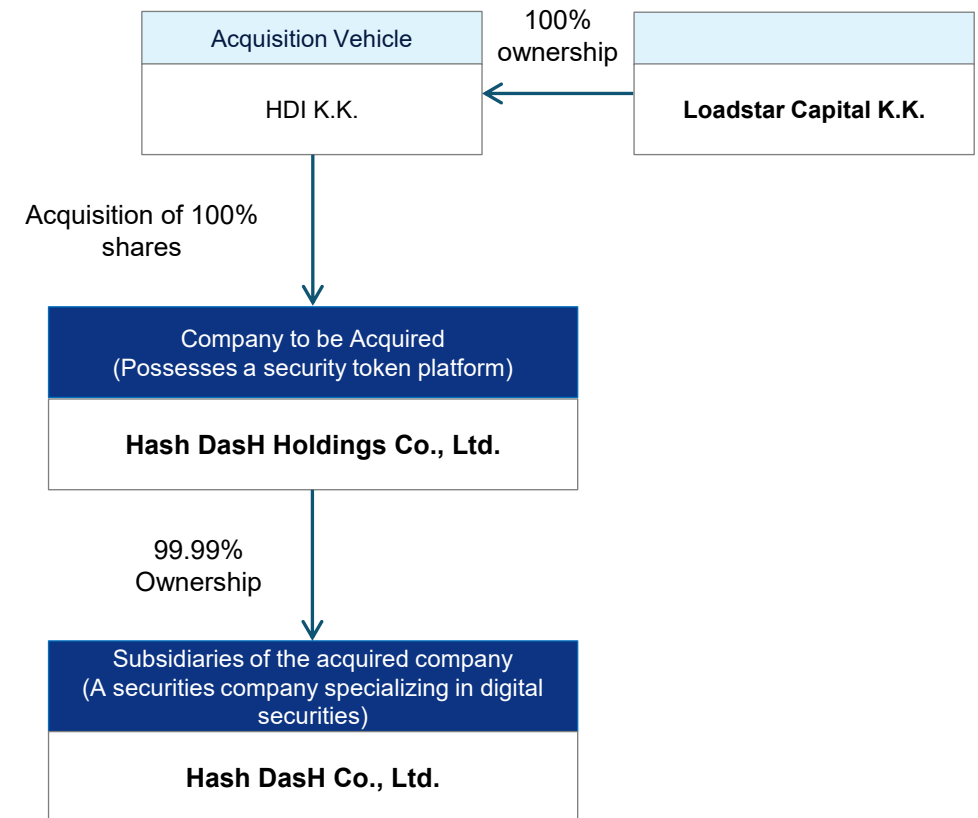 Acquisition Vehicle
HDI K.K.
100%
ownership
Loadstar Capital K.K.
Acquisition of 100%
shares
Company to be Acquired
(Possesses a security token platform)
Hash DasH Holdings Co., Ltd.
99.99%
Ownership
Subsidiaries of the acquired company
(A securities company specializing in digital
securities)
Hash DasH Co., Ltd.